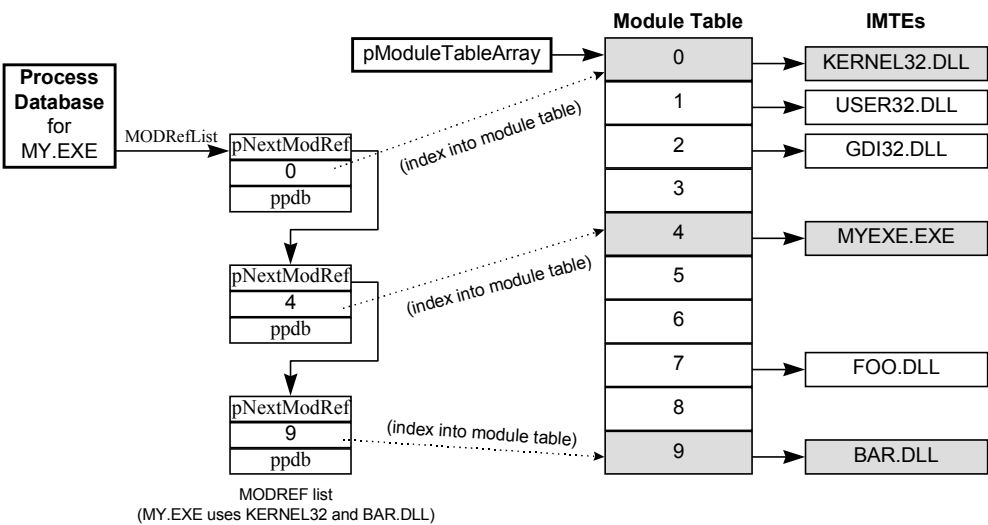 Module Table
IMTEs
pModuleTableArray
Process
Database
for
MY.EXE
MODRefList
pNextModRef
0
ppdb
pNextModRef
4
ppdb
pNextModRef
9
ppdb
MODREF list
(MY.EXE uses KERNEL32 and BAR.DLL)
(index into module table)
(index into module table)
(index into module table)
0
1
2
3
4
5
6
7
8
9
KERNEL32.DLL
USER32.DLL
GDI32.DLL
MYEXE.EXE
FOO.DLL
BAR.DLL